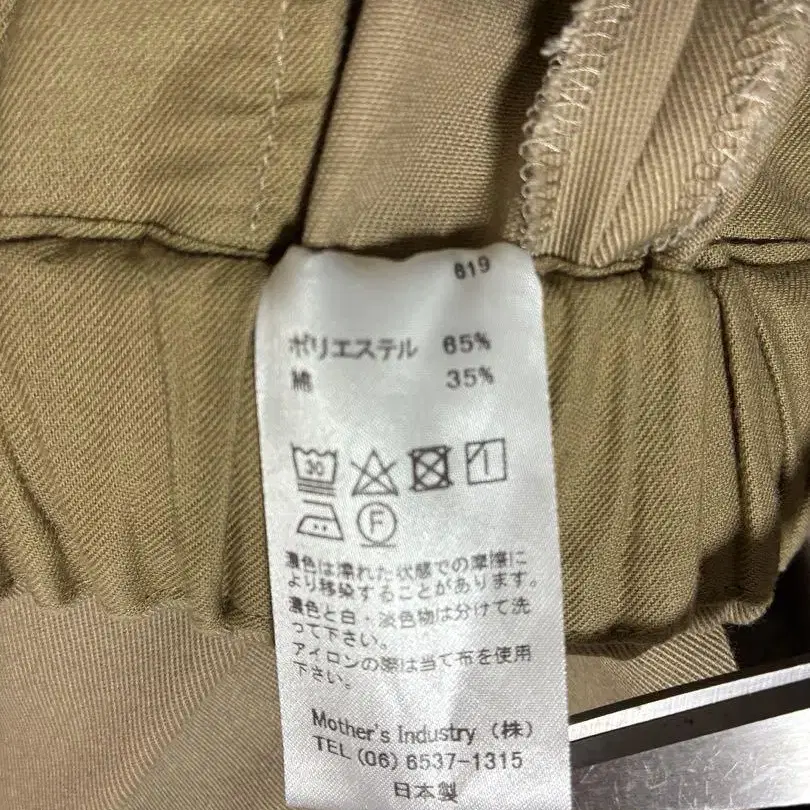 819
ポリエステル 65%
綿 35%
30
F
濃色は濡れた状態での摩擦に
より移染することがあります。
濃色と白・淡色物は分けて洗
って下さい。
アイロンの際は当て布を使用
下さい。
Mother's Industry (株)
TEL (06) 6537-1315
日本製